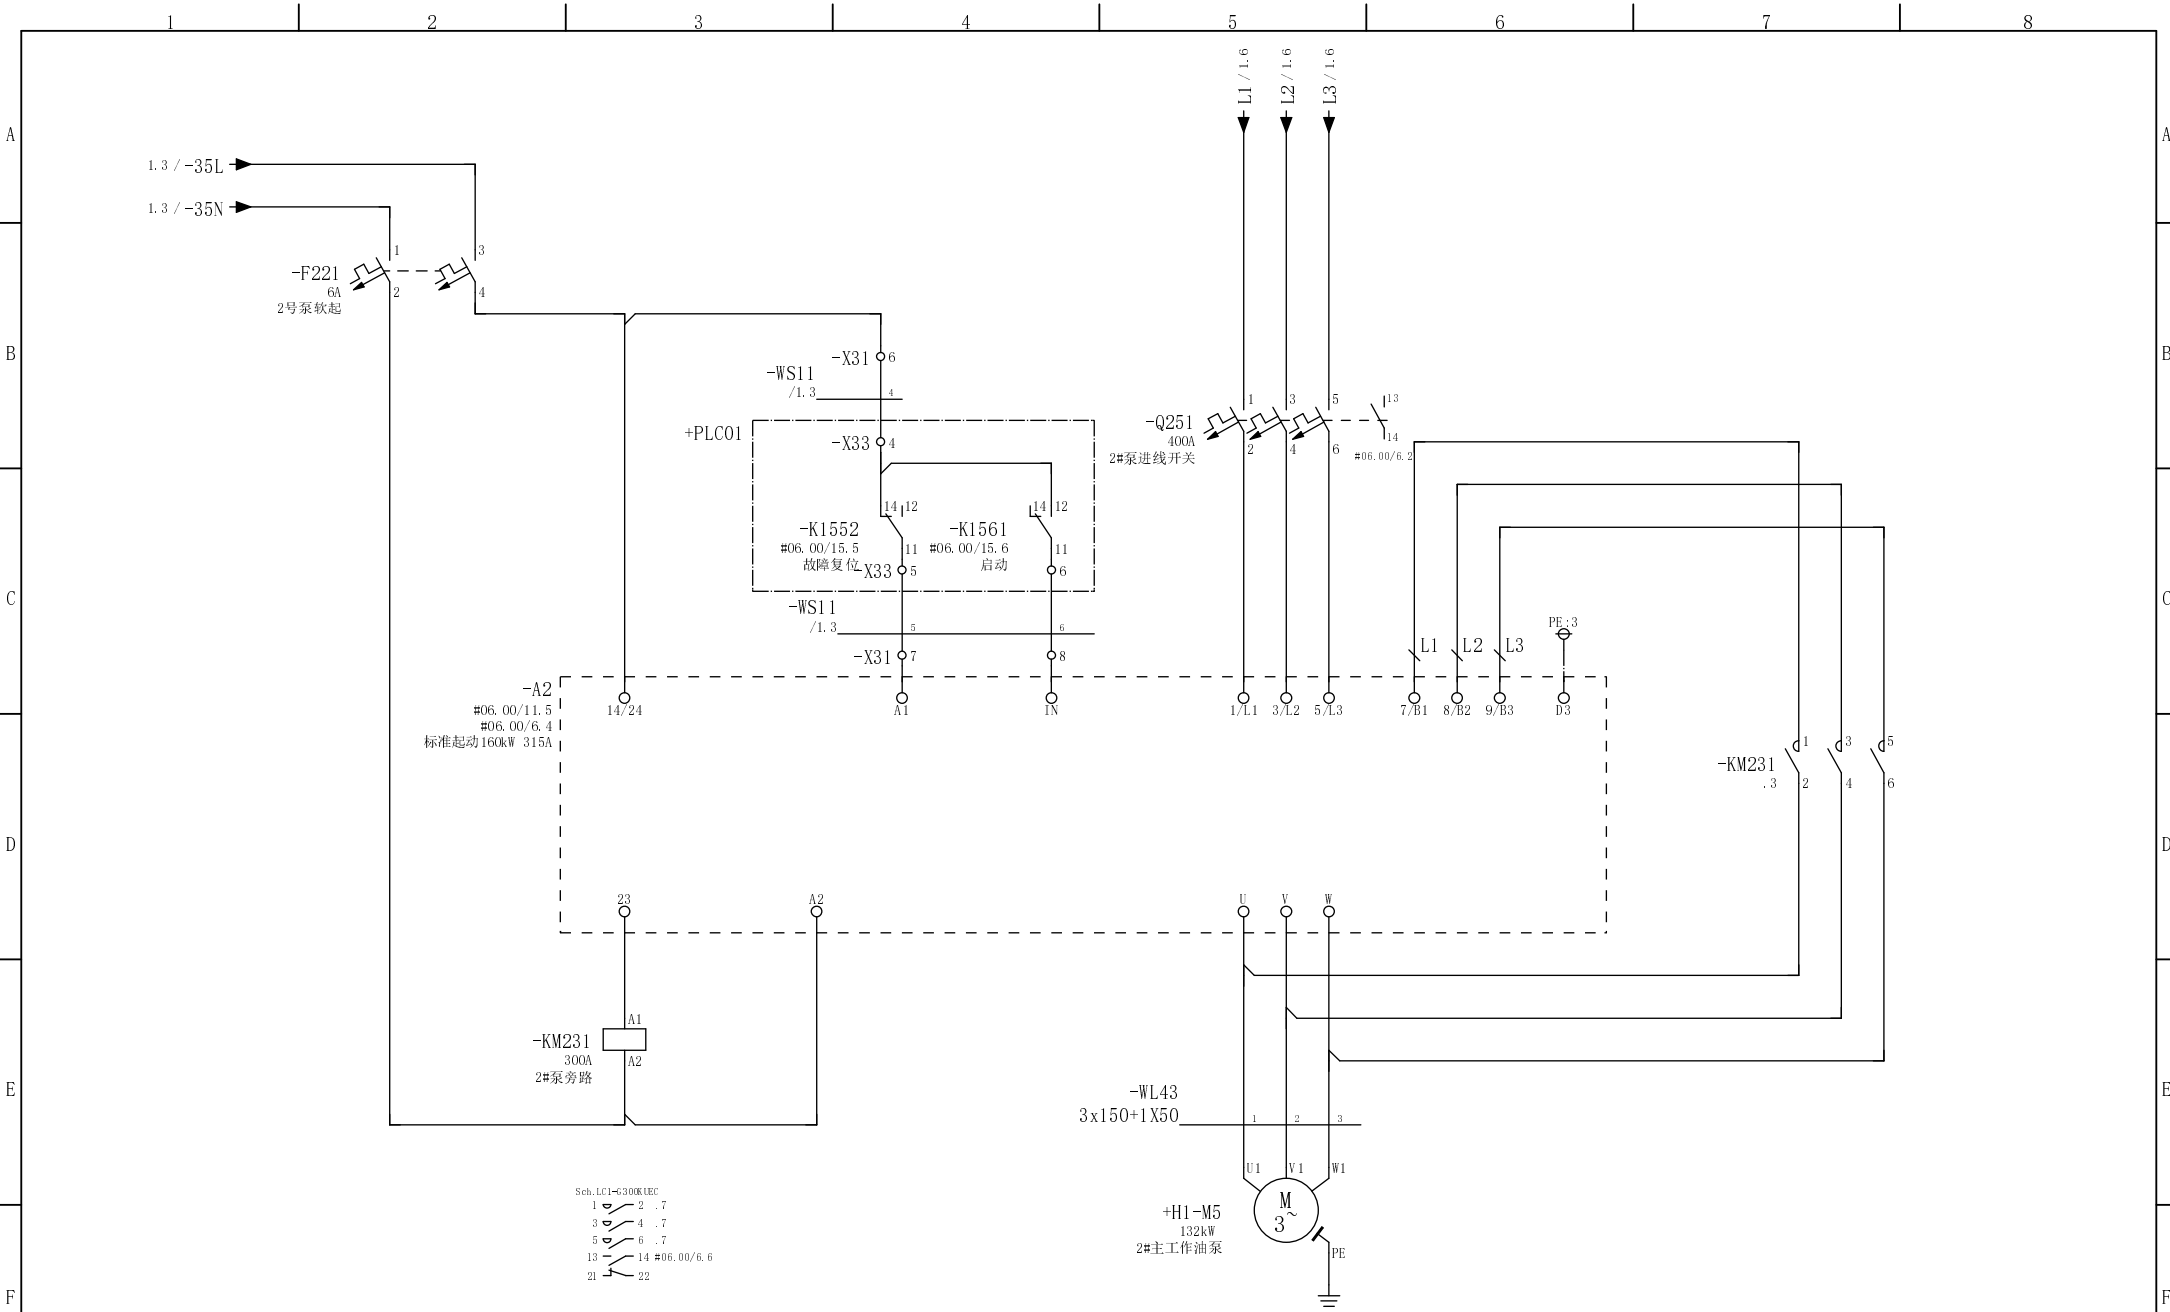 1 2 3 4 5 6 7 8
L1 / 1.6
L2 / 1.6
L3 / 1.6
A A
1.3 / -35L
1.3 / -35N
1 3
-F221
6A
2号泵软起
2 4
B B
-X31 6
-WS11
/1.3
4
+PLC01
-X33 4
-Q251
400A
2#泵进线开关
1 3 5 13
2 4 6 14
#06.00/6.2
14 12
-K1552
#06.00/15.5
故障复位
11
14 12
-K1561
#06.00/15.6
启动
11
-X33 5 6
C C
-WS11
/1.3
5 6
-X31 7 8
L1 L2 L3
PE:3
-A2
#06.00/11.5
#06.00/6.4
标准起动160kW 315A
14/24 A1 IN 1/L1 3/L2 5/L3 7/B1 8/B2 9/B3 D3
-KM231
.3
1 3 5
2 4 6
D D
23 A2 U V W
-KM231
300A
2#泵旁路
A1
A2
E E
-WL43
3x150+1X50
1 2 3
U1 V1 W1
M
3~
+H1-M5
132kW
2#主工作油泵
PE
Sch.LC1-G300KUEC
1 2 .7
3 4 .7
5 6 .7
13 14 #06.00/6.6
21 22
F F